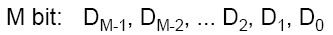 M bit: D_{M-1}, D_{M-2}, ... D_2, D_1, D_0